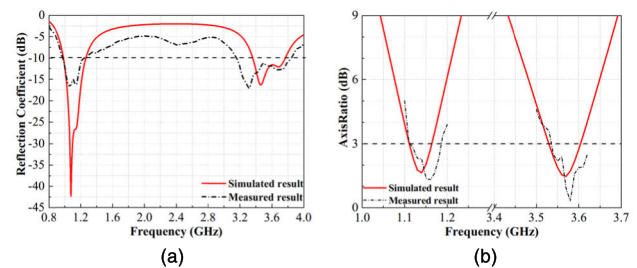 0
-5
-10
-15
-20
-25
-30
-35
-40
-45
Reflection Coefficient (dB)
Simulated result
Measured result
0.8 1.2 1.6 2.0 2.4 2.8 3.2 3.6 4.0
Frequency (GHz)
(a)
9
6
3
0
AxisRatio (dB)
Simulated result
Measured result
1.0 1.1 1.2 3.4 3.5 3.6 3.7
Frequency (GHz)
(b)